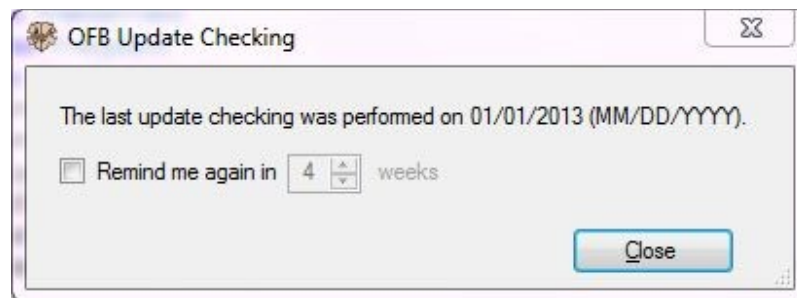 OFB Update Checking
The last update checking was performed on 01/01/2013 (MM/DD/YYYY).
Remind me again in 4 weeks
Close